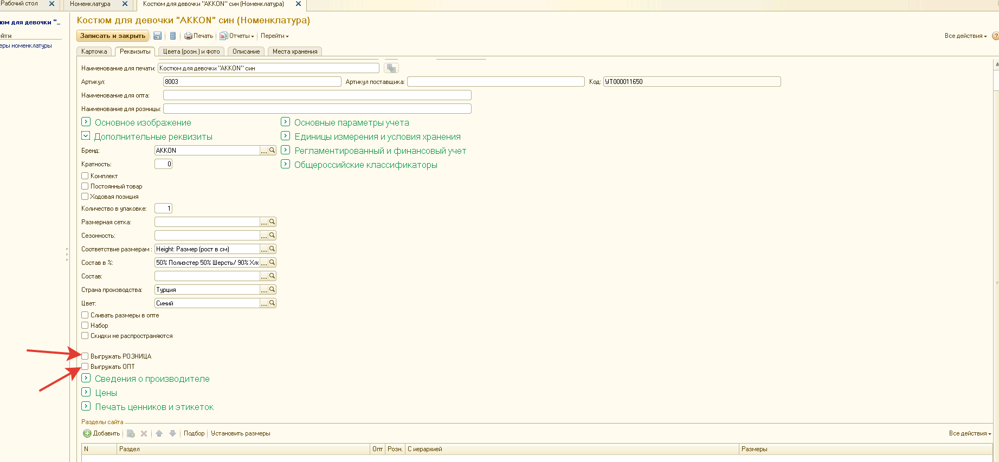 Рабочий стол Номенклатура Костюм для девочки "AKKON" син (Номенклатура)
юм для девочки "...
Костюм для девочки "AKKON" син (Номенклатура)
йти
еры номенклатуры
Записать и закрыть Печать Отчеты Перейти Все действия
Карточка Реквизиты Цвета (розн.) и фото Описание Места хранения
Наименование для печати: Костюм для девочки "AKKON" син
Артикул: 8003 Артикул поставщика: Код: УТ000011650
Наименование для опта:
Наименование для розницы:
Основное изображение Основные параметры учета
Дополнительные реквизиты Единицы измерения и условия хранения
Бренд: AKKON ... Регламентированный и финансовый учет
Кратность: 0 Общероссийские классификаторы
Комплект
Постоянный товар
Ходовая позиция
Количество в упаковке: 1
Размерная сетка: ...
Сезонность: ...
Соответствие размерам : Height: Размер (рост в см) ...
Состав в %: 50% Полиэстер 50% Шерсть/ 90% Хло ...
Состав: ...
Страна производства: Турция ...
Цвет: Синий ...
Сливать размеры в опте
Набор
Скидки не распространяются
Выгружать РОЗНИЦА
Выгружать ОПТ
Сведения о производителе
Цены
Печать ценников и этикеток
Разделы сайта
Добавить Подбор Установить размеры Все действия
N Раздел Опт Розн. С иерархией Размеры